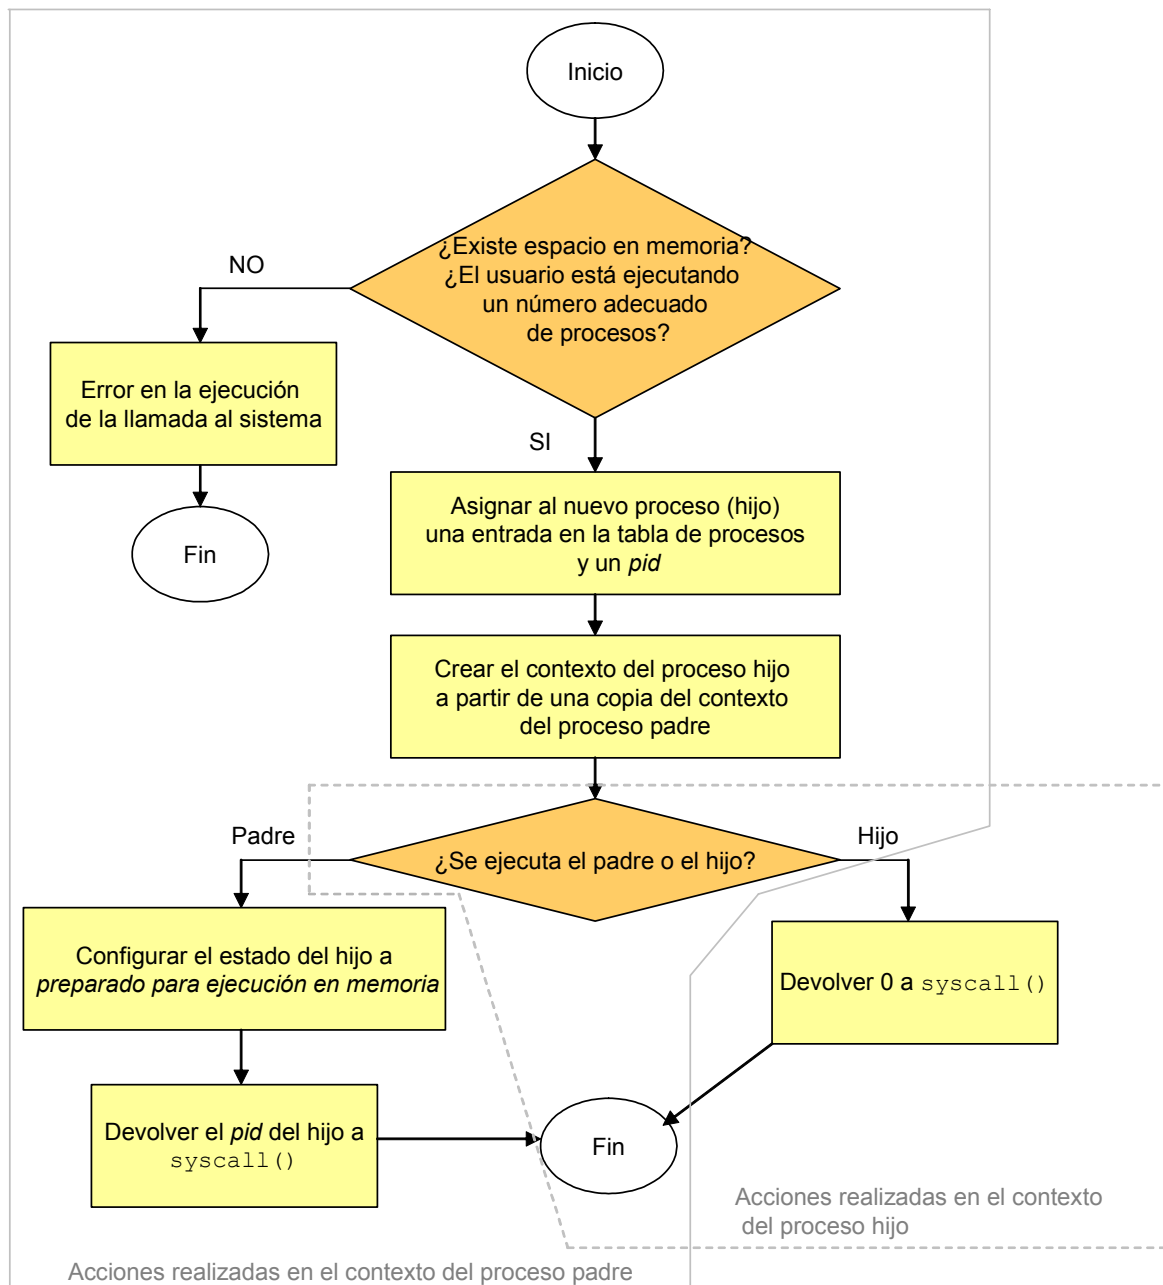 Inicio
¿Existe espacio en memoria?
¿El usuario está ejecutando
un número adecuado
de procesos?
NO
Error en la ejecución
de la llamada al sistema
Fin
SI
Asignar al nuevo proceso (hijo)
una entrada en la tabla de procesos
y un pid
Crear el contexto del proceso hijo
a partir de una copia del contexto
del proceso padre
Padre
Hijo
¿Se ejecuta el padre o el hijo?
Configurar el estado del hijo a
preparado para ejecución en memoria
Devolver 0 a syscall()
Devolver el pid del hijo a
syscall()
Fin
Acciones realizadas en el contexto
del proceso hijo
Acciones realizadas en el contexto del proceso padre